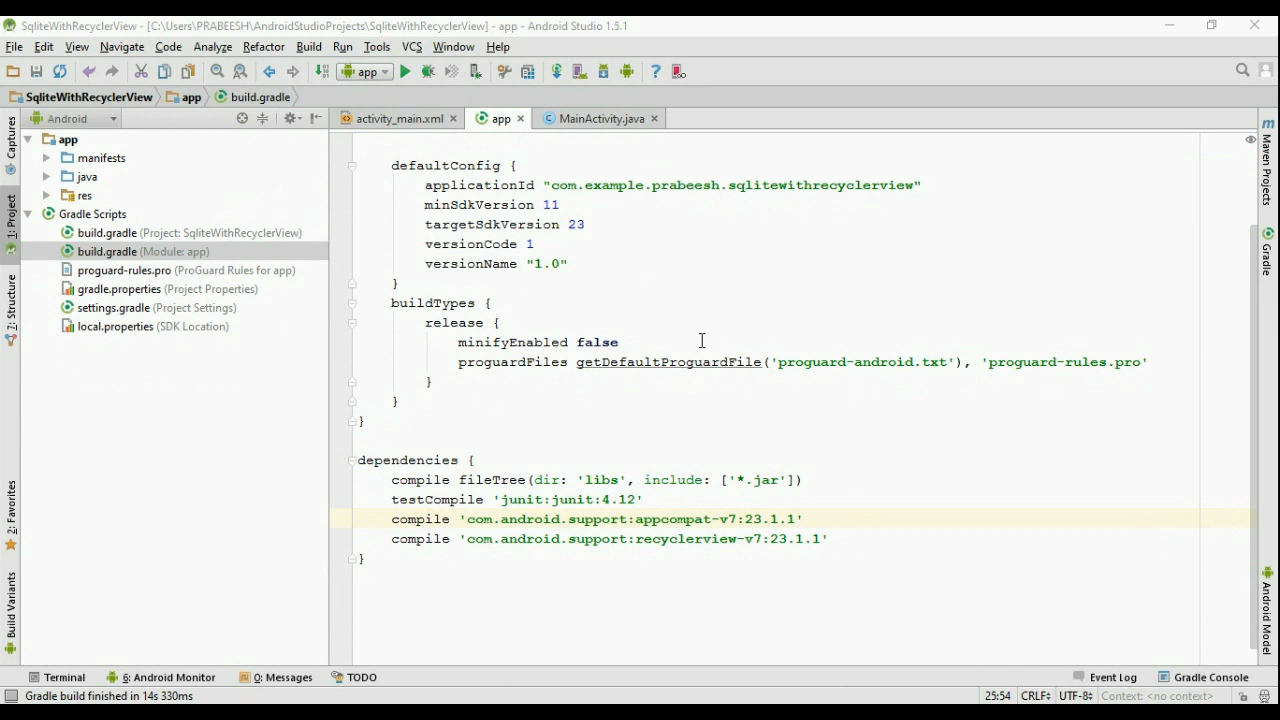 SqliteWithRecyclerView - [C:\Users\PRABEESH\AndroidStudioProjects\SqliteWithRecyclerView] - app - Android Studio 1.5.1
File Edit View Navigate Code Analyze Refactor Build Run Tools VCS Window Help
app
SqliteWithRecyclerView app build.gradle
Android
activity_main.xml app MainActivity.java
Captures
1: Project
7: Structure
2: Favorites
Build Variants
app
manifests
java
res
Gradle Scripts
build.gradle (Project: SqliteWithRecyclerView)
build.gradle (Module: app)
proguard-rules.pro (ProGuard Rules for app)
gradle.properties (Project Properties)
settings.gradle (Project Settings)
local.properties (SDK Location)
defaultConfig {
applicationId "com.example.prabeesh.sqlitewithrecyclerview"
minSdkVersion 11
targetSdkVersion 23
versionCode 1
versionName "1.0"
}
buildTypes {
release {
minifyEnabled false
proguardFiles getDefaultProguardFile('proguard-android.txt'), 'proguard-rules.pro'
}
}
}
dependencies {
compile fileTree(dir: 'libs', include: ['*.jar'])
testCompile 'junit:junit:4.12'
compile 'com.android.support:appcompat-v7:23.1.1'
compile 'com.android.support:recyclerview-v7:23.1.1'
}
m
Maven Projects
Gradle
Android Model
Terminal 6: Android Monitor 0: Messages TODO Event Log Gradle Console
Gradle build finished in 14s 330ms 25:54 CRLF UTF-8 Context: <no context>